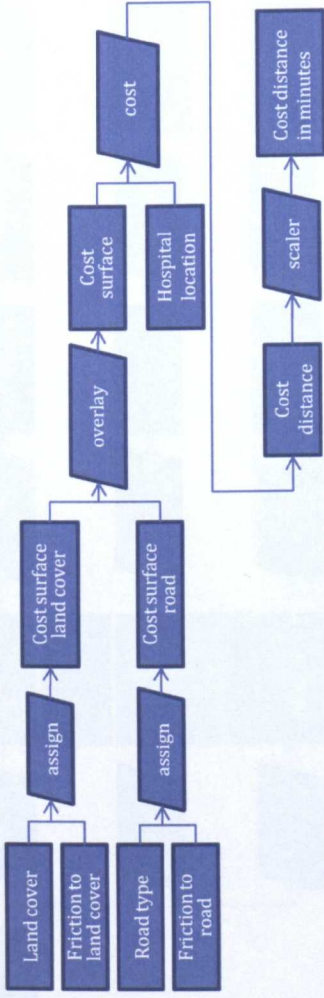 Land cover
Friction to
land cover
assign
Cost surface
land cover
Road type
Friction to
road
assign
Cost surface
road
overlay
Cost
surface
Hospital
location
cost
Cost
distance
scaler
Cost distance
in minutes